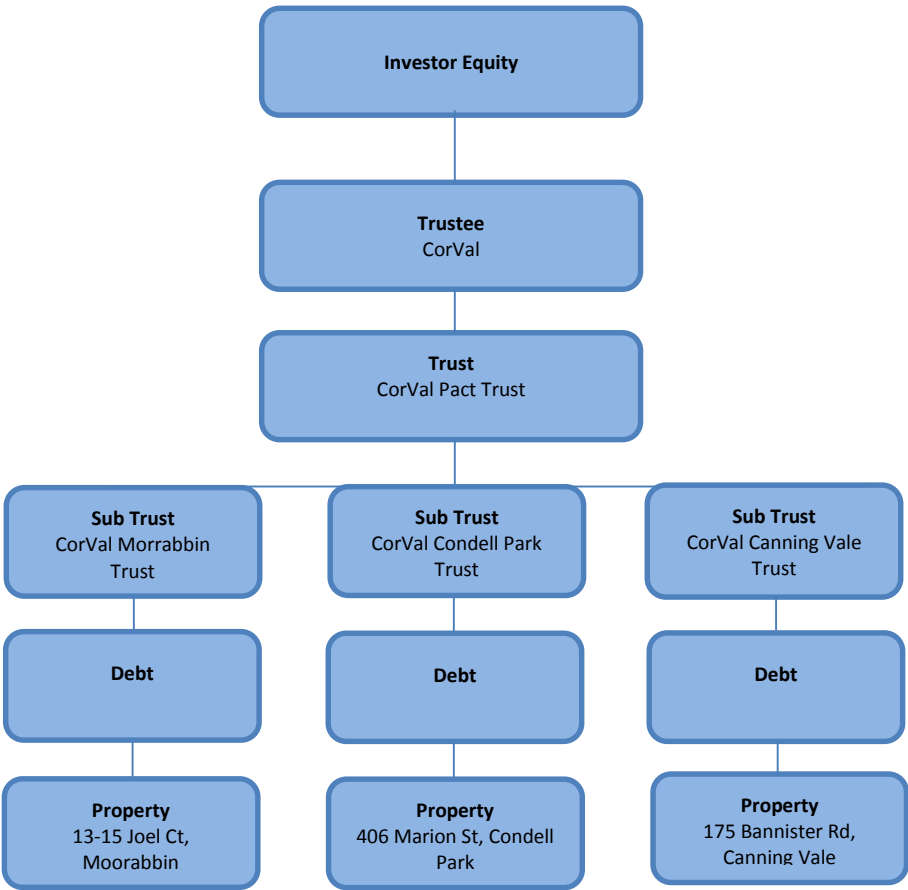 Investor Equity
Trustee
CorVal
Trust
CorVal Pact Trust
Sub Trust
CorVal Morrabbin
Trust
Sub Trust
CorVal Condell Park
Trust
Sub Trust
CorVal Canning Vale
Trust
Debt
Debt
Debt
Property
13-15 Joel Ct,
Moorabbin
Property
406 Marion St, Condell
Park
Property
175 Bannister Rd,
Canning Vale